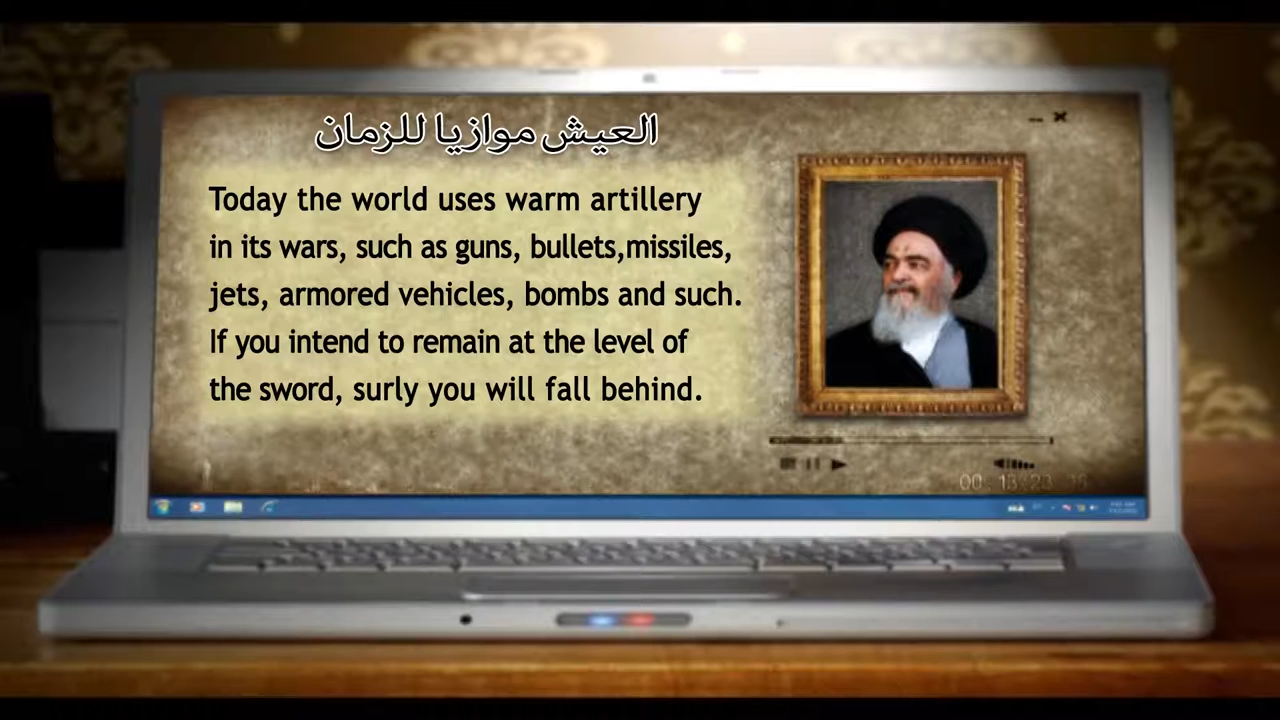 العيش موازيا للزمان
Today the world uses warm artillery
in its wars, such as guns, bullets,missiles,
jets, armored vehicles, bombs and such.
If you intend to remain at the level of
the sword, surly you will fall behind.